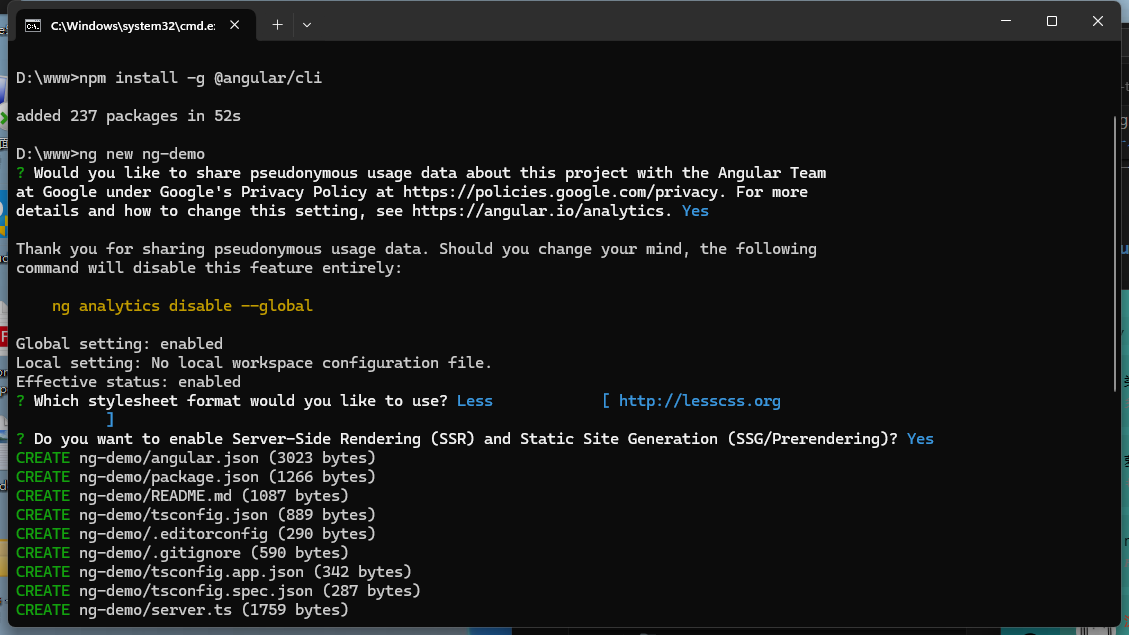 C:\Windows\system32\cmd.e:
D:\www>npm install -g @angular/cli
added 237 packages in 52s
D:\www>ng new ng-demo
? Would you like to share pseudonymous usage data about this project with the Angular Team
at Google under Google's Privacy Policy at https://policies.google.com/privacy. For more
details and how to change this setting, see https://angular.io/analytics. Yes
Thank you for sharing pseudonymous usage data. Should you change your mind, the following
command will disable this feature entirely:
ng analytics disable --global
Global setting: enabled
Local setting: No local workspace configuration file.
Effective status: enabled
? Which stylesheet format would you like to use? Less [ http://lesscss.org
]
? Do you want to enable Server-Side Rendering (SSR) and Static Site Generation (SSG/Prerendering)? Yes
CREATE ng-demo/angular.json (3023 bytes)
CREATE ng-demo/package.json (1266 bytes)
CREATE ng-demo/README.md (1087 bytes)
CREATE ng-demo/tsconfig.json (889 bytes)
CREATE ng-demo/.editorconfig (290 bytes)
CREATE ng-demo/.gitignore (590 bytes)
CREATE ng-demo/tsconfig.app.json (342 bytes)
CREATE ng-demo/tsconfig.spec.json (287 bytes)
CREATE ng-demo/server.ts (1759 bytes)